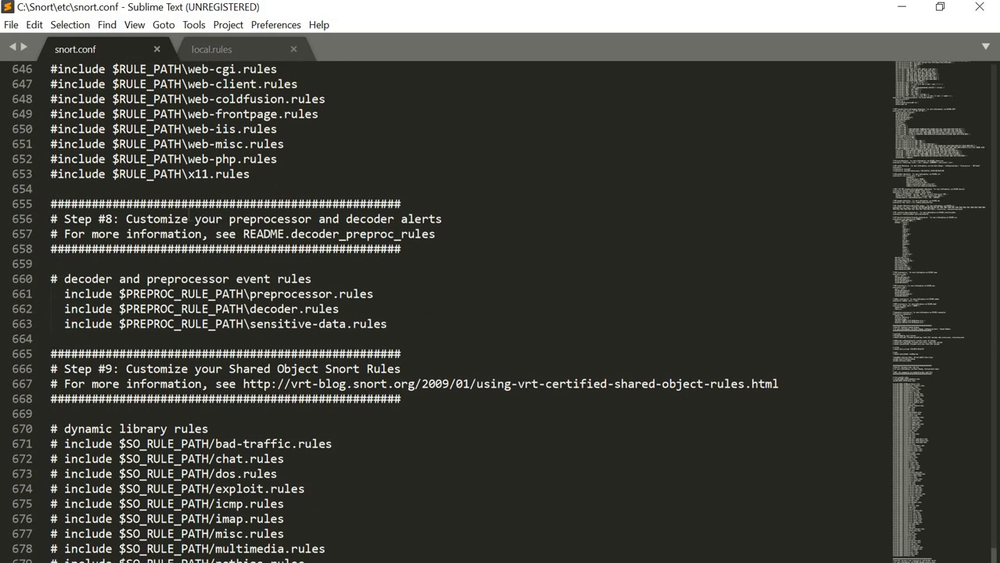 C:\Snort\etc\snort.conf - Sublime Text (UNREGISTERED)
File Edit Selection Find View Goto Tools Project Preferences Help
snort.conf local.rules
646 #include $RULE_PATH\web-cgi.rules
647 #include $RULE_PATH\web-client.rules
648 #include $RULE_PATH\web-coldfusion.rules
649 #include $RULE_PATH\web-frontpage.rules
650 #include $RULE_PATH\web-iis.rules
651 #include $RULE_PATH\web-misc.rules
652 #include $RULE_PATH\web-php.rules
653 #include $RULE_PATH\x11.rules
654
655 ###################################################
656 # Step #8: Customize your preprocessor and decoder alerts
657 # For more information, see README.decoder_preproc_rules
658 ###################################################
659
660 # decoder and preprocessor event rules
661 include $PREPROC_RULE_PATH\preprocessor.rules
662 include $PREPROC_RULE_PATH\decoder.rules
663 include $PREPROC_RULE_PATH\sensitive-data.rules
664
665 ###################################################
666 # Step #9: Customize your Shared Object Snort Rules
667 # For more information, see http://vrt-blog.snort.org/2009/01/using-vrt-certified-shared-object-rules.html
668 ###################################################
669
670 # dynamic library rules
671 # include $SO_RULE_PATH/bad-traffic.rules
672 # include $SO_RULE_PATH/chat.rules
673 # include $SO_RULE_PATH/dos.rules
674 # include $SO_RULE_PATH/exploit.rules
675 # include $SO_RULE_PATH/icmp.rules
676 # include $SO_RULE_PATH/imap.rules
677 # include $SO_RULE_PATH/misc.rules
678 # include $SO_RULE_PATH/multimedia.rules